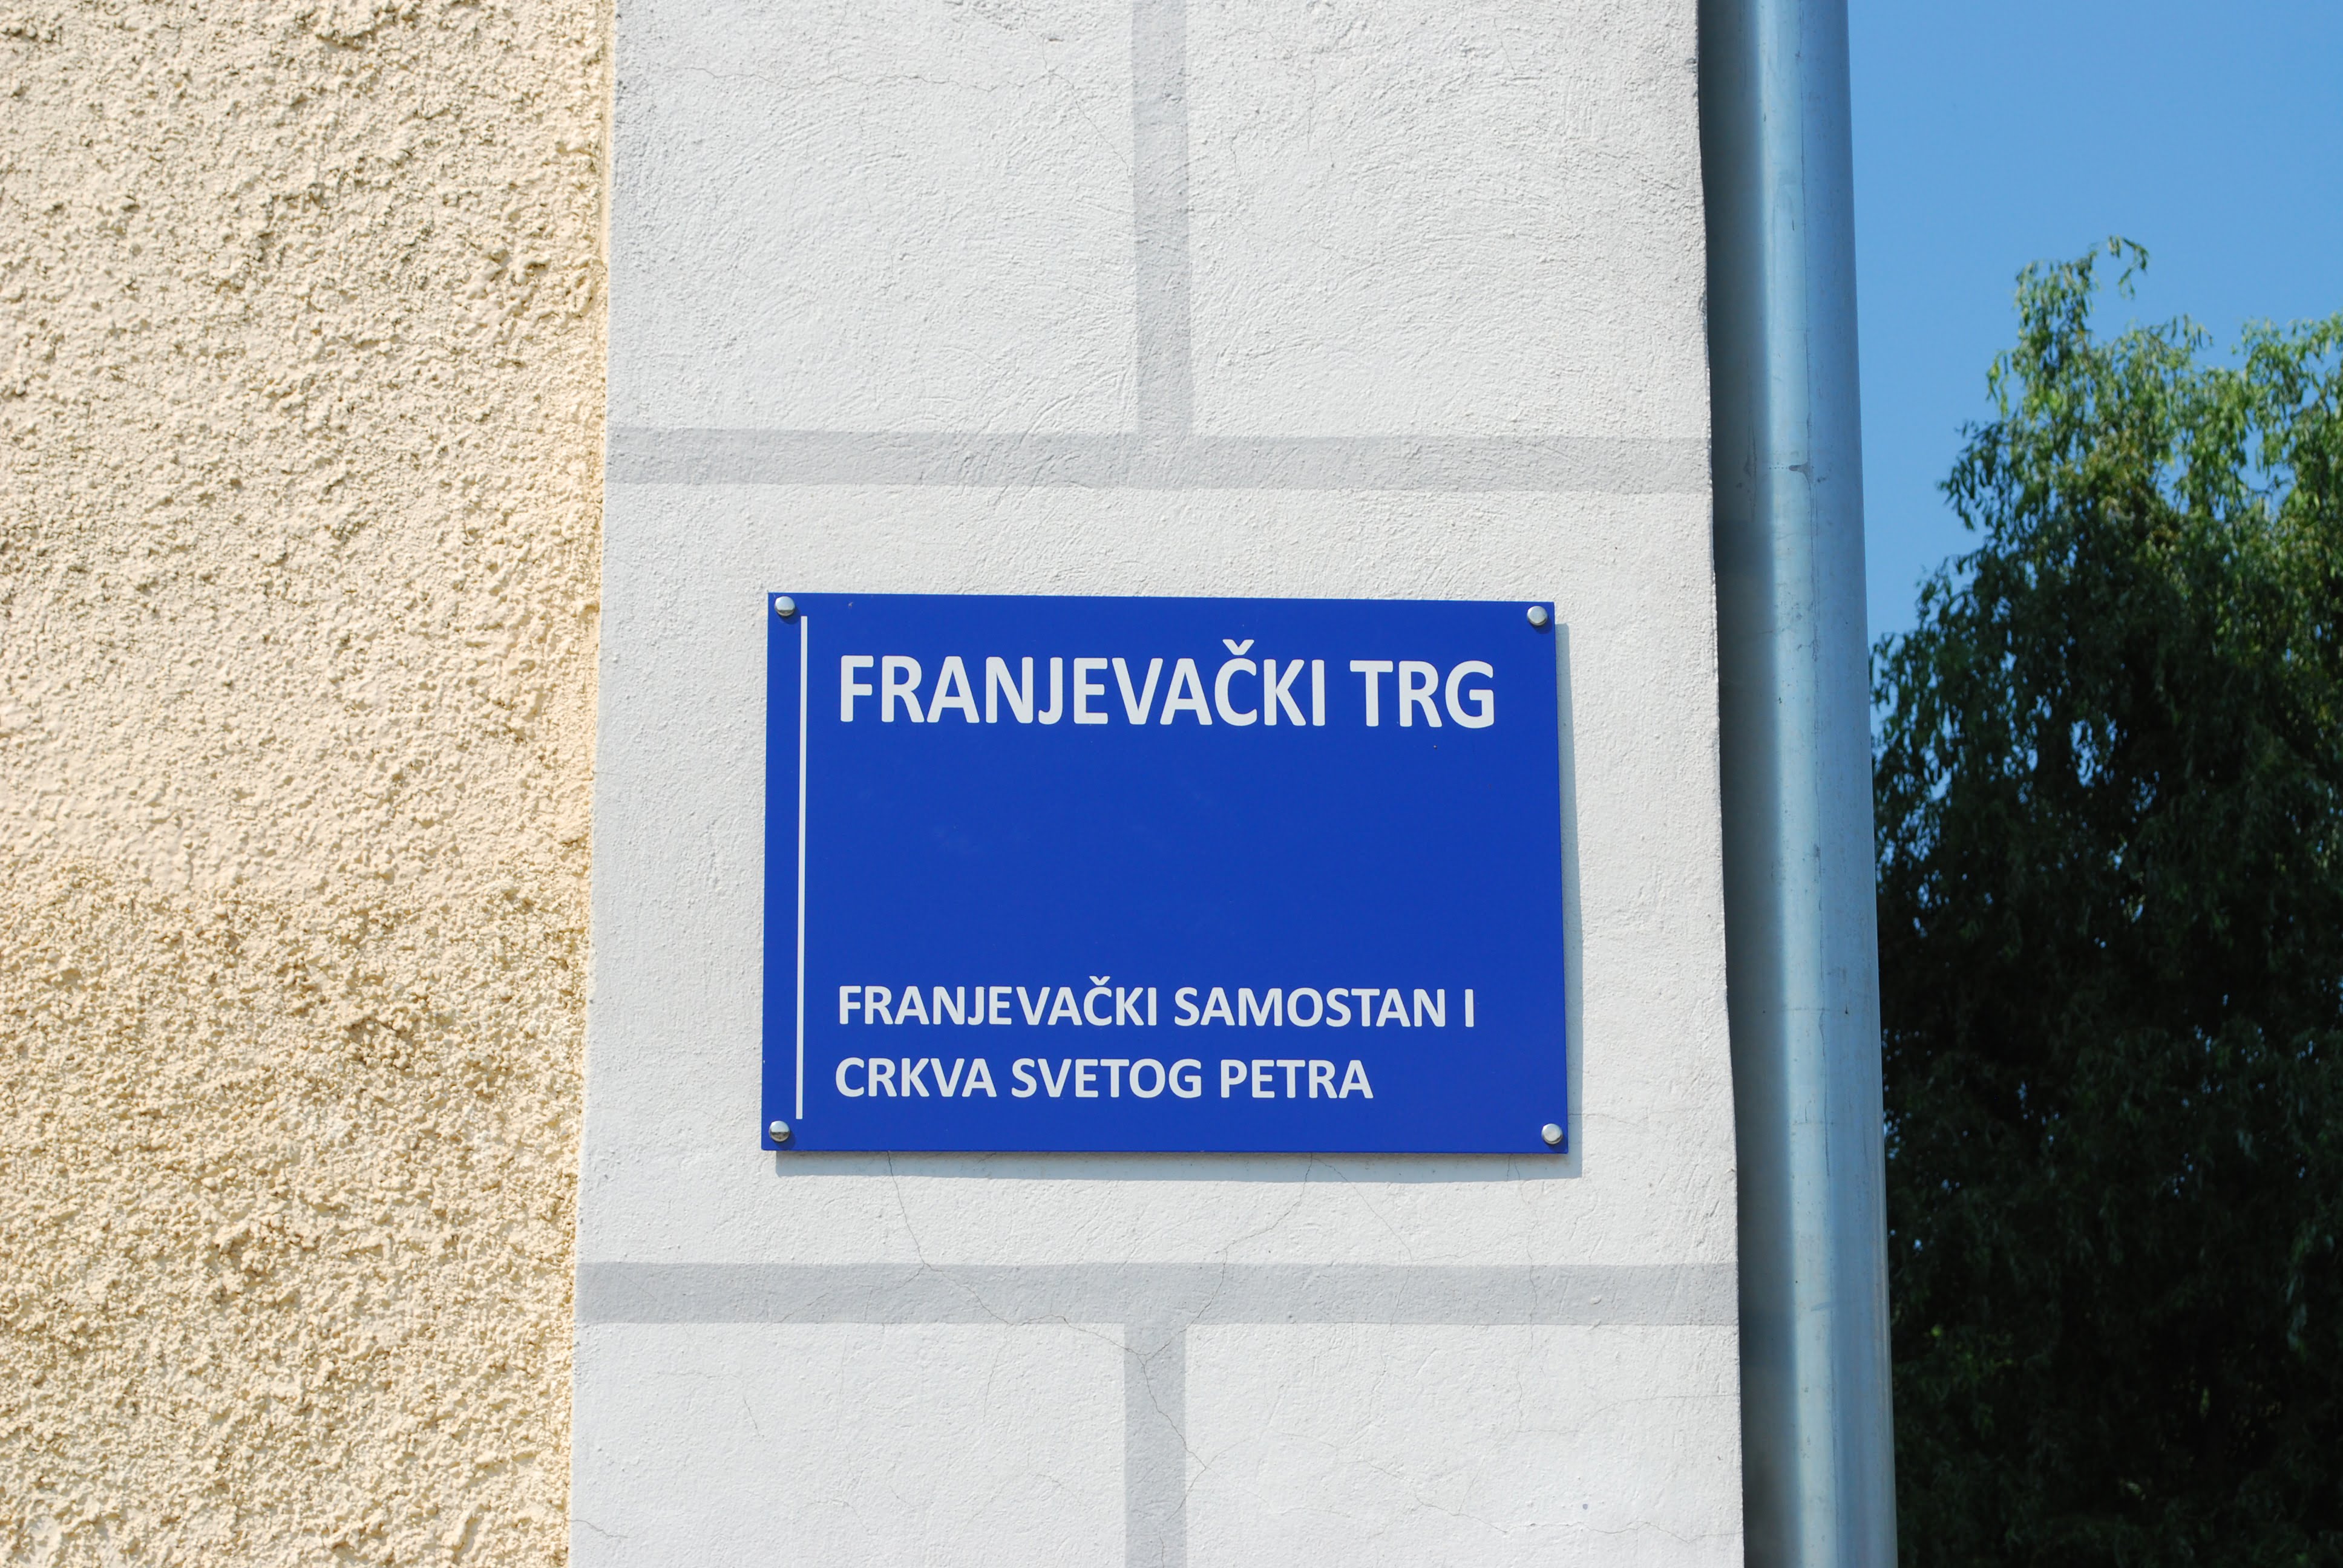 FRANJEVAČKI TRG
FRANJEVAČKI SAMOSTAN I
CRKVA SVETOG PETRA